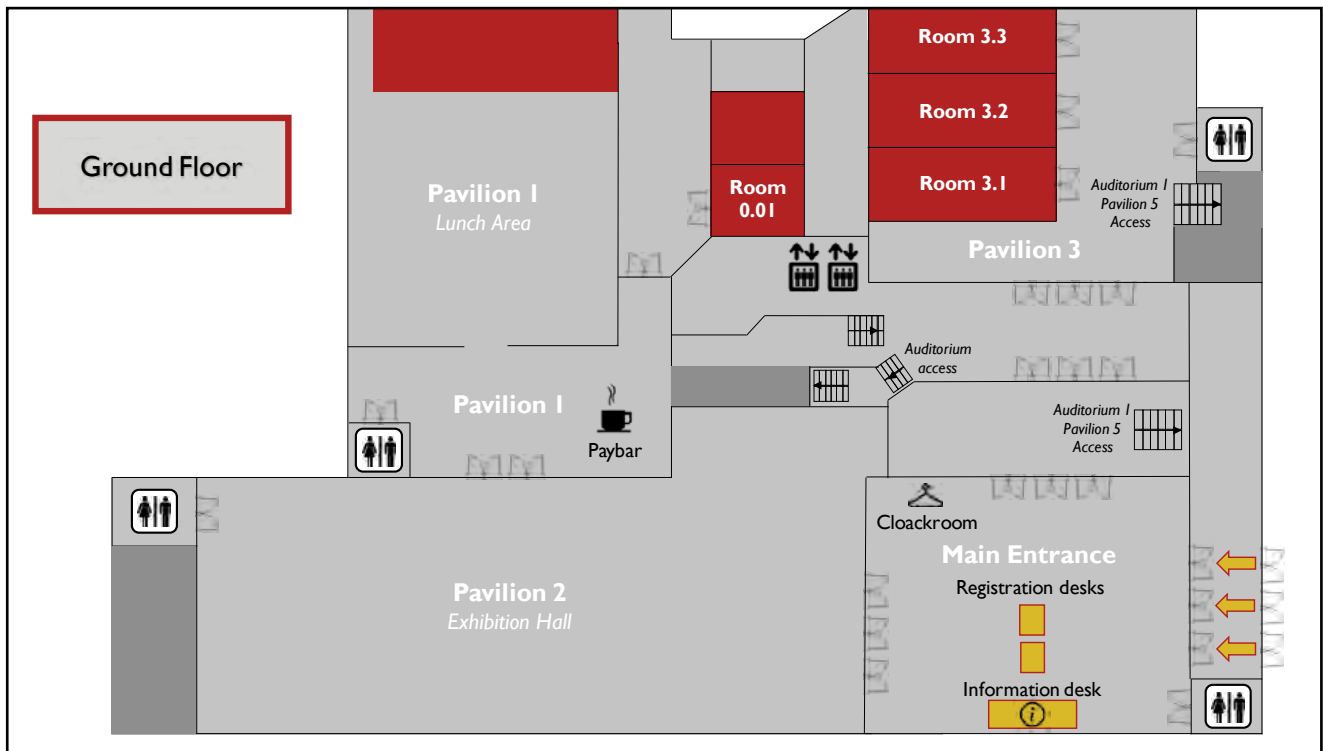 Ground Floor
Pavilion 1
Lunch Area
Room
0.01
Room 3.3
Room 3.2
Room 3.1
Auditorium 1
Pavilion 5
Access
Pavilion 3
Auditorium
access
Pavilion 1
Paybar
Auditorium 1
Pavilion 5
Access
Cloackroom
Main Entrance
Registration desks
Information desk
i
Pavilion 2
Exhibition Hall